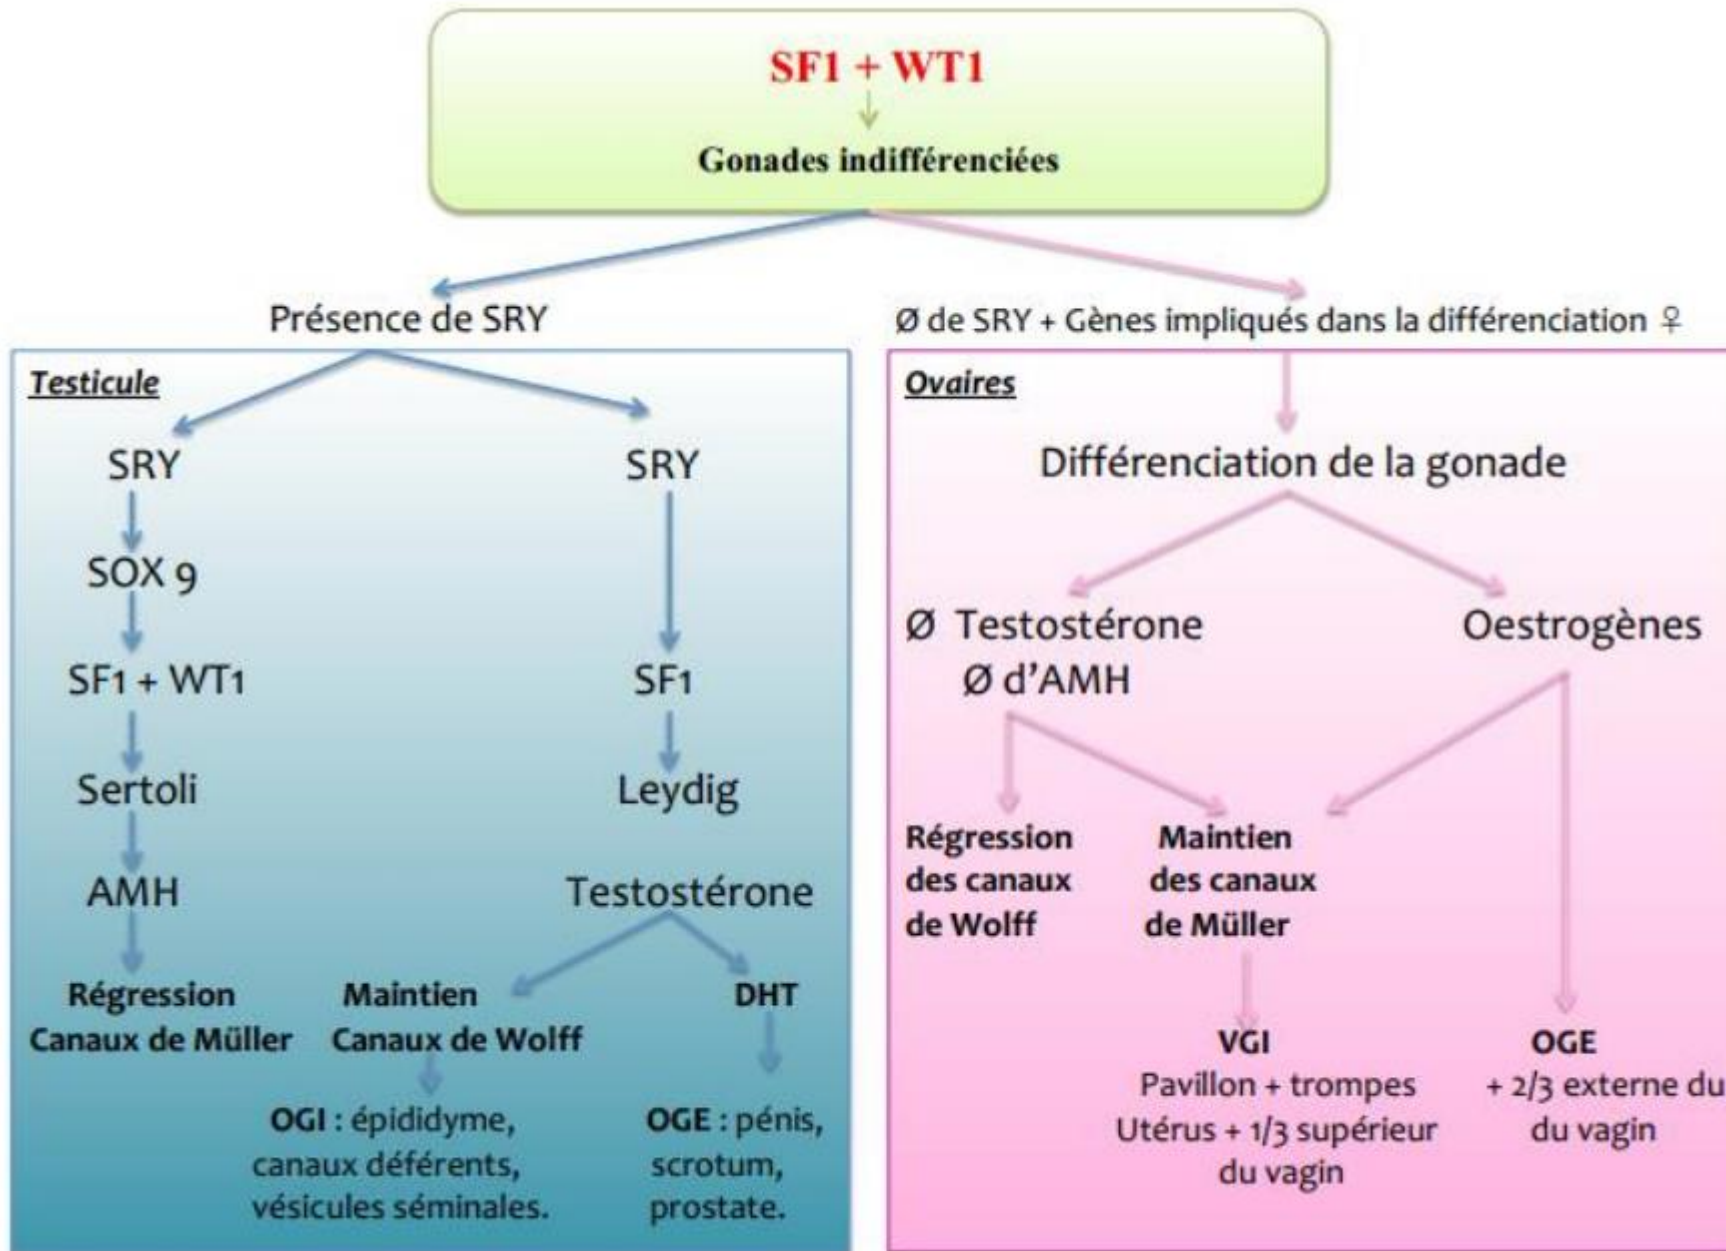 SF1 + WT1
Gonades indifférenciées
Présence de SRY
Ø de SRY + Gènes impliqués dans la différenciation ♀
Testicule
SRY
SRY
SOX 9
SF1 + WT1
SF1
Sertoli
Leydig
AMH
Testostérone
Régression
Canaux de Müller
Maintien
Canaux de Wolff
DHT
OGI : épididyme,
canaux déférents,
vésicules séminales.
OGE : pénis,
scrotum,
prostate.
Ovaires
Différenciation de la gonade
Ø Testostérone
Ø d'AMH
Oestrogènes
Régression
des canaux
de Wolff
Maintien
des canaux
de Müller
VGI
Pavillon + trompes
Utérus + 1/3 supérieur
du vagin
OGE
+ 2/3 externe du
du vagin